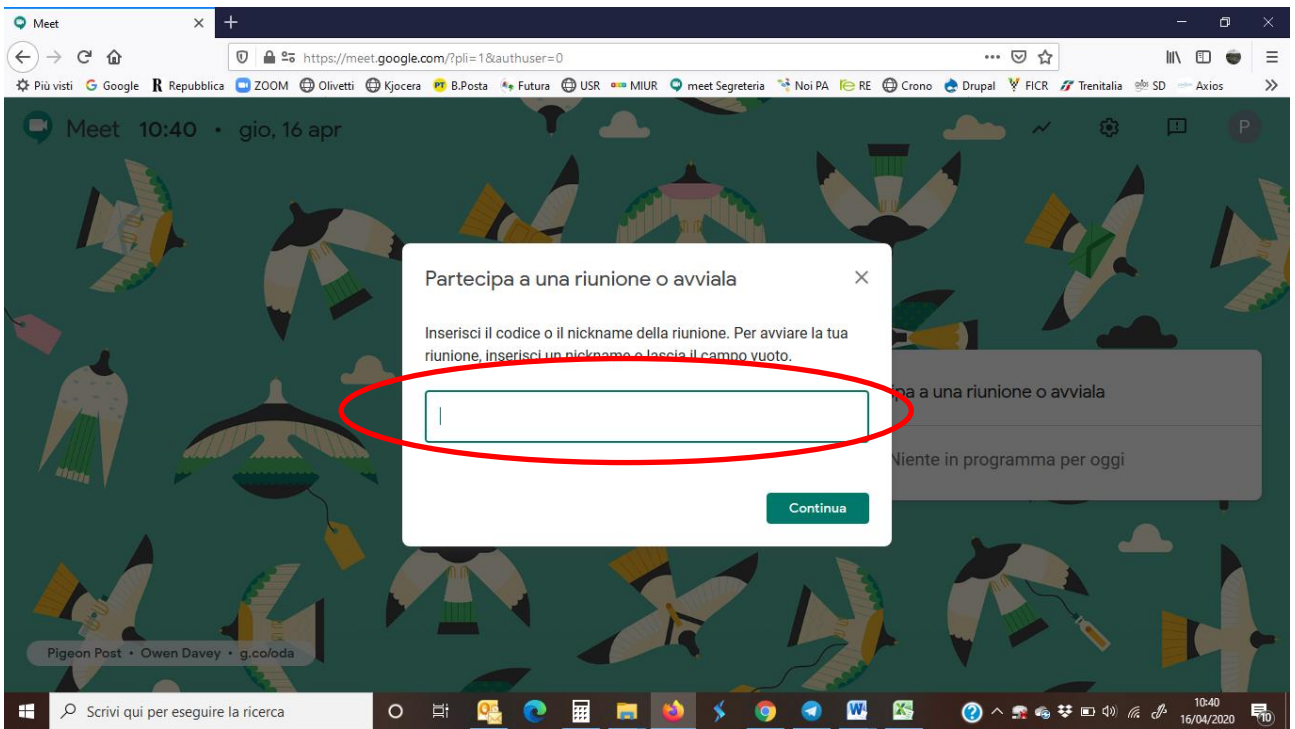 Meet
https://meet.google.com/?pli=1&authuser=0
Più visti Google Repubblica ZOOM Olivetti Kjocera B.Posta Futura USR MIUR meet Segreteria Noi PA RE Crono Drupal FICR Trenitalia SD Axios
Meet 10:40 • gio, 16 apr
P
Partecipa a una riunione o avviala
Inserisci il codice o il nickname della riunione. Per avviare la tua
riunione, inserisci un nickname o lascia il campo vuoto.
ipa a una riunione o avviala
Niente in programma per oggi
Continua
Pigeon Post • Owen Davey • g.co/oda
Scrivi qui per eseguire la ricerca
10:40
16/04/2020
10